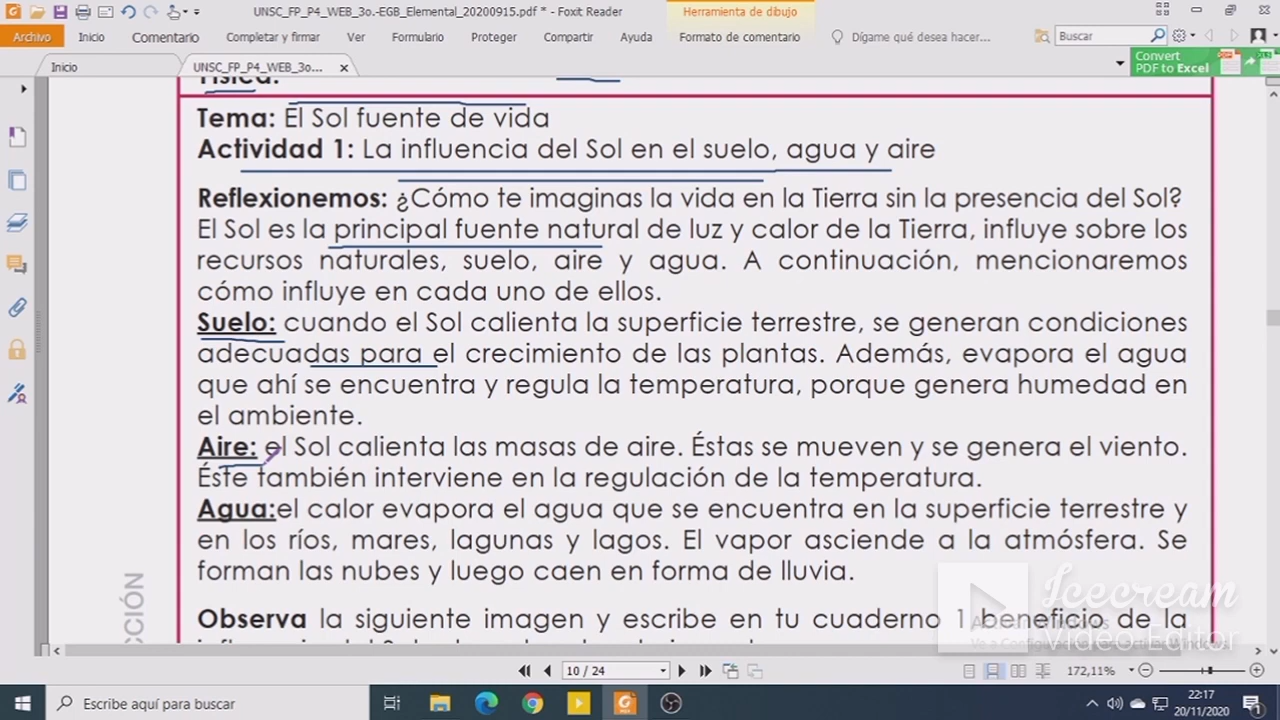 UNSC_FP_P4_WEB_3o.-EGB_Elemental_20200915.pdf * - Foxit Reader
Herramienta de dibujo
Archivo Inicio Comentario Completar y firmar Ver Formulario Proteger Compartir Ayuda Formato de comentario Dígame qué desea hacer... Buscar
Inicio UNSC_FP_P4_WEB_3o... Convert
PDF to Excel
Física:
Tema: El Sol fuente de vida
Actividad 1: La influencia del Sol en el suelo, agua y aire
Reflexionemos: ¿Cómo te imaginas la vida en la Tierra sin la presencia del Sol?
El Sol es la principal fuente natural de luz y calor de la Tierra, influye sobre los
recursos naturales, suelo, aire y agua. A continuación, mencionaremos
cómo influye en cada uno de ellos.
Suelo: cuando el Sol calienta la superficie terrestre, se generan condiciones
adecuadas para el crecimiento de las plantas. Además, evapora el agua
que ahí se encuentra y regula la temperatura, porque genera humedad en
el ambiente.
Aire: el Sol calienta las masas de aire. Éstas se mueven y se genera el viento.
Éste también interviene en la regulación de la temperatura.
Agua:el calor evapora el agua que se encuentra en la superficie terrestre y
en los ríos, mares, lagunas y lagos. El vapor asciende a la atmósfera. Se
forman las nubes y luego caen en forma de lluvia.
CCIÓN
Observa la siguiente imagen y escribe en tu cuaderno 1 beneficio de la
Icecream
Video Editor
Ve a Configuración para activar Windows.
10 / 24
172,11%
Escribe aquí para buscar
22:17
20/11/2020